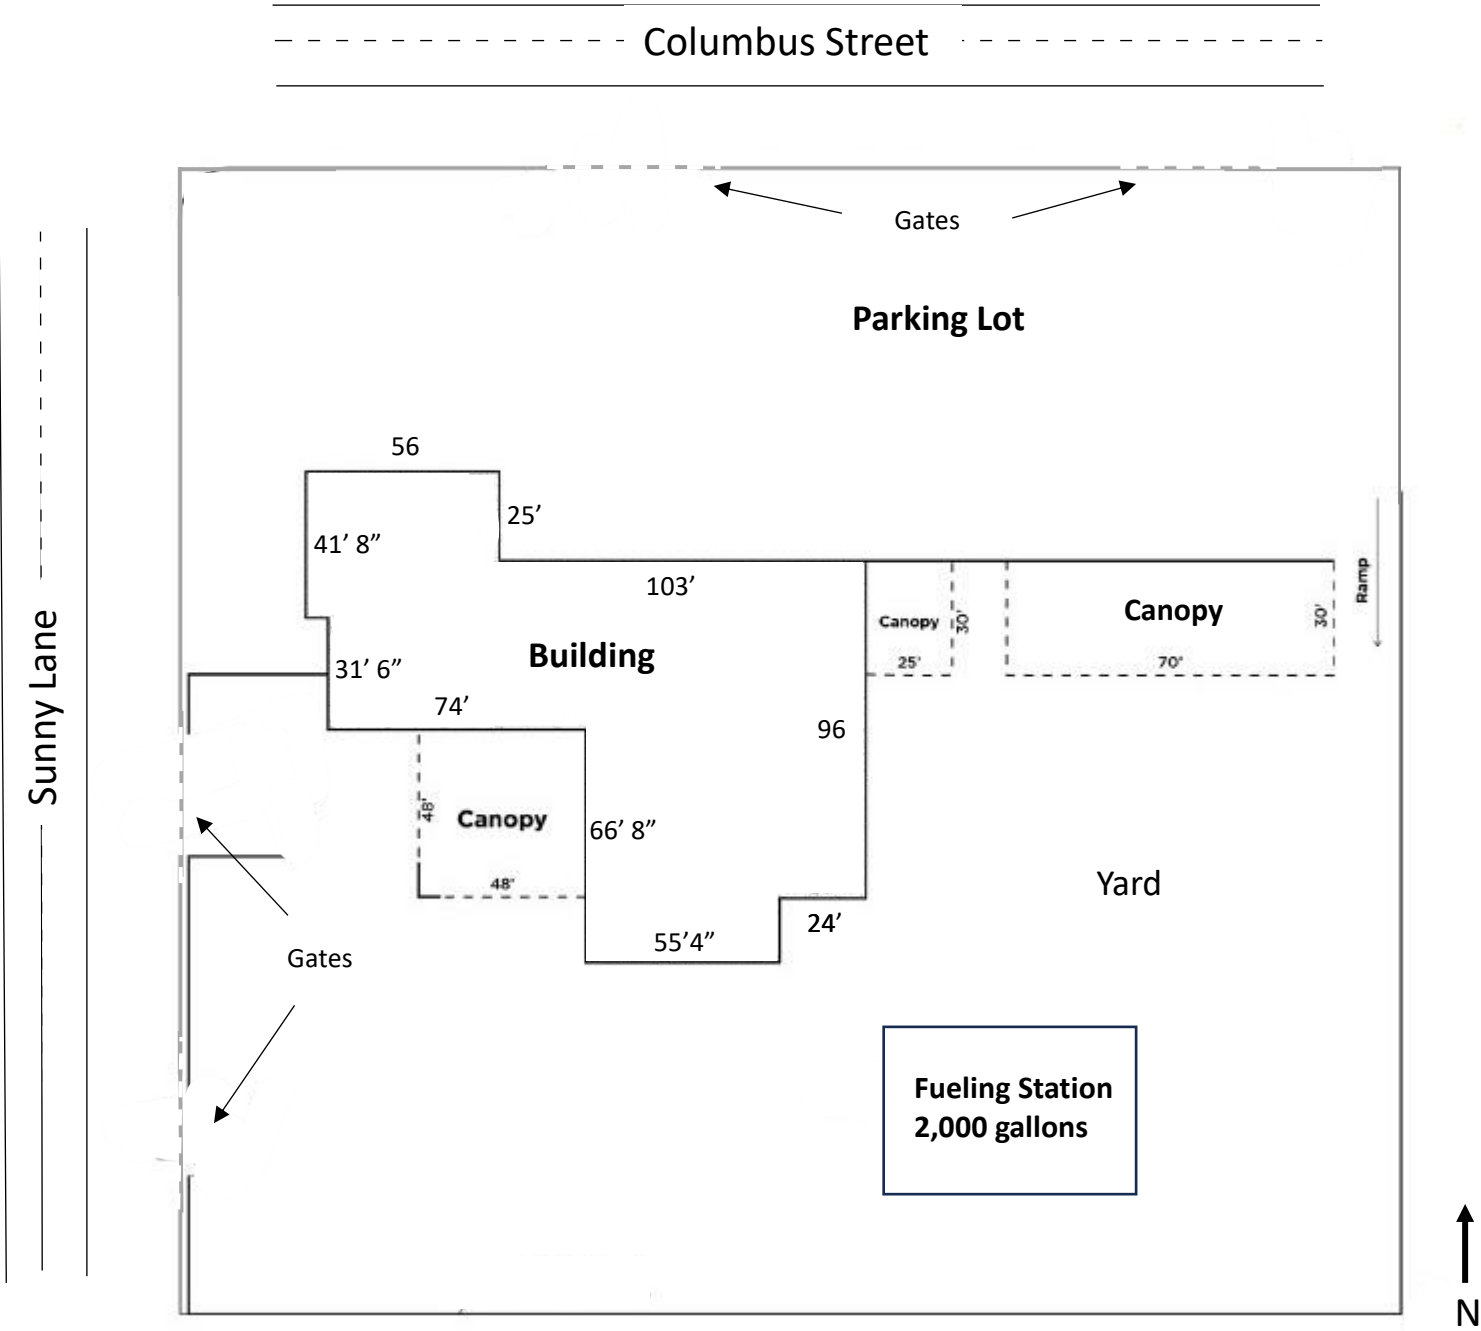 Columbus Street
Gates
Parking Lot
56
25’
41’ 8”
103’
Canopy
30’
25’
Canopy
30’
70’
Ramp
Building
31’ 6”
74’
96
Sunny Lane
48’
Canopy
48’
66’ 8”
Yard
24’
55’4”
Gates
Fueling Station
2,000 gallons
N